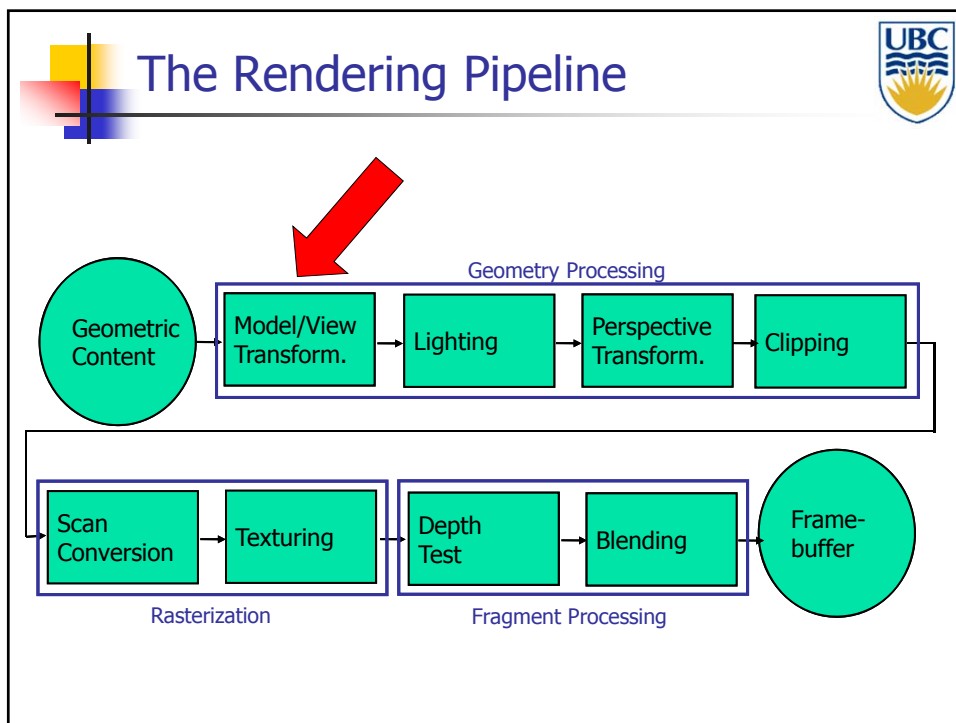 The Rendering Pipeline
UBC
Geometry Processing
Geometric
Content
Model/View
Transform.
Lighting
Perspective
Transform.
Clipping
Scan
Conversion
Texturing
Depth
Test
Blending
Frame-
buffer
Rasterization
Fragment Processing